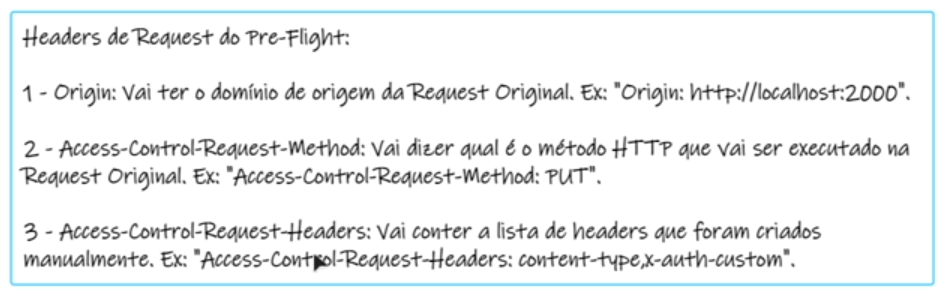 Headers de Request do Pre-Flight:
1 - Origin: Vai ter o domínio de origem da Request Original. Ex: "Origin: http://localhost:2000".
2 - Access-Control-Request-Method: Vai dizer qual é o método HTTP que vai ser executado na
Request Original. Ex: "Access-Control-Request-Method: PUT".
3 - Access-Control-Request-Headers: Vai conter a lista de headers que foram criados
manualmente. Ex: "Access-Control-Request-Headers: content-type,x-auth-custom".